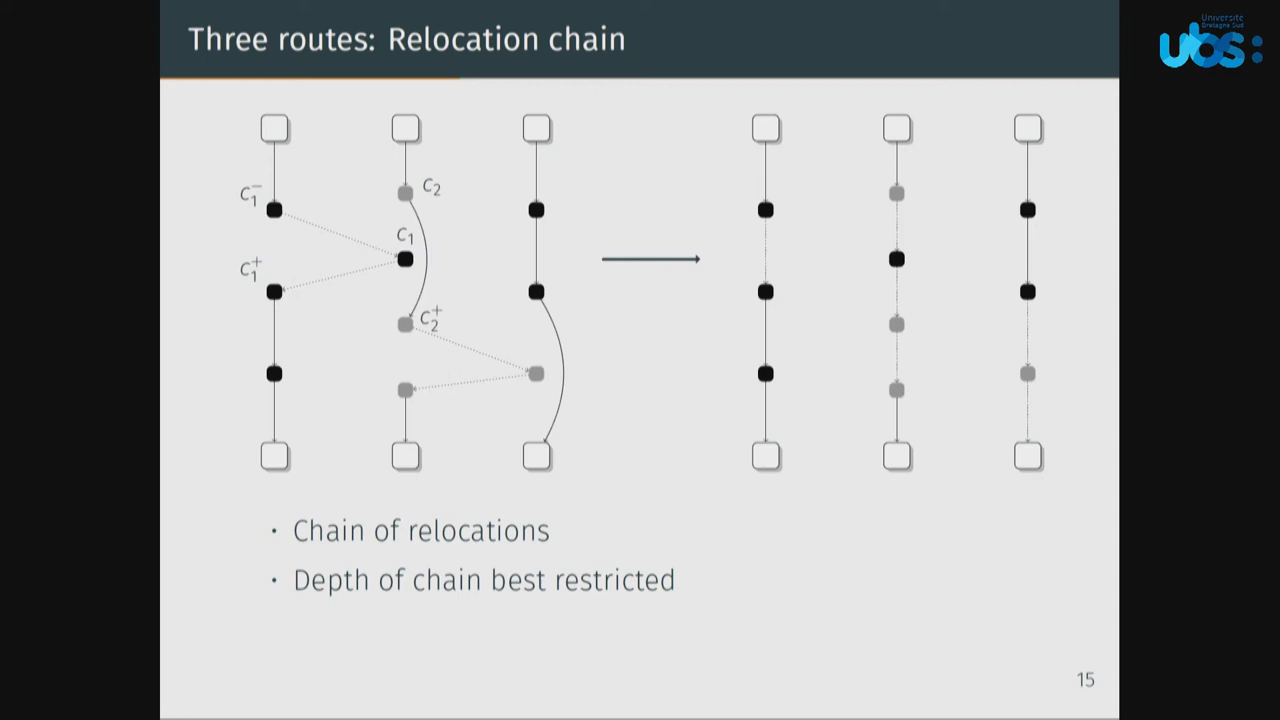 Three routes: Relocation chain
Université
Bretagne Sud
ubs:
c₁⁻
c₂
c₁
c₁⁺
c₂⁺
• Chain of relocations
• Depth of chain best restricted
15